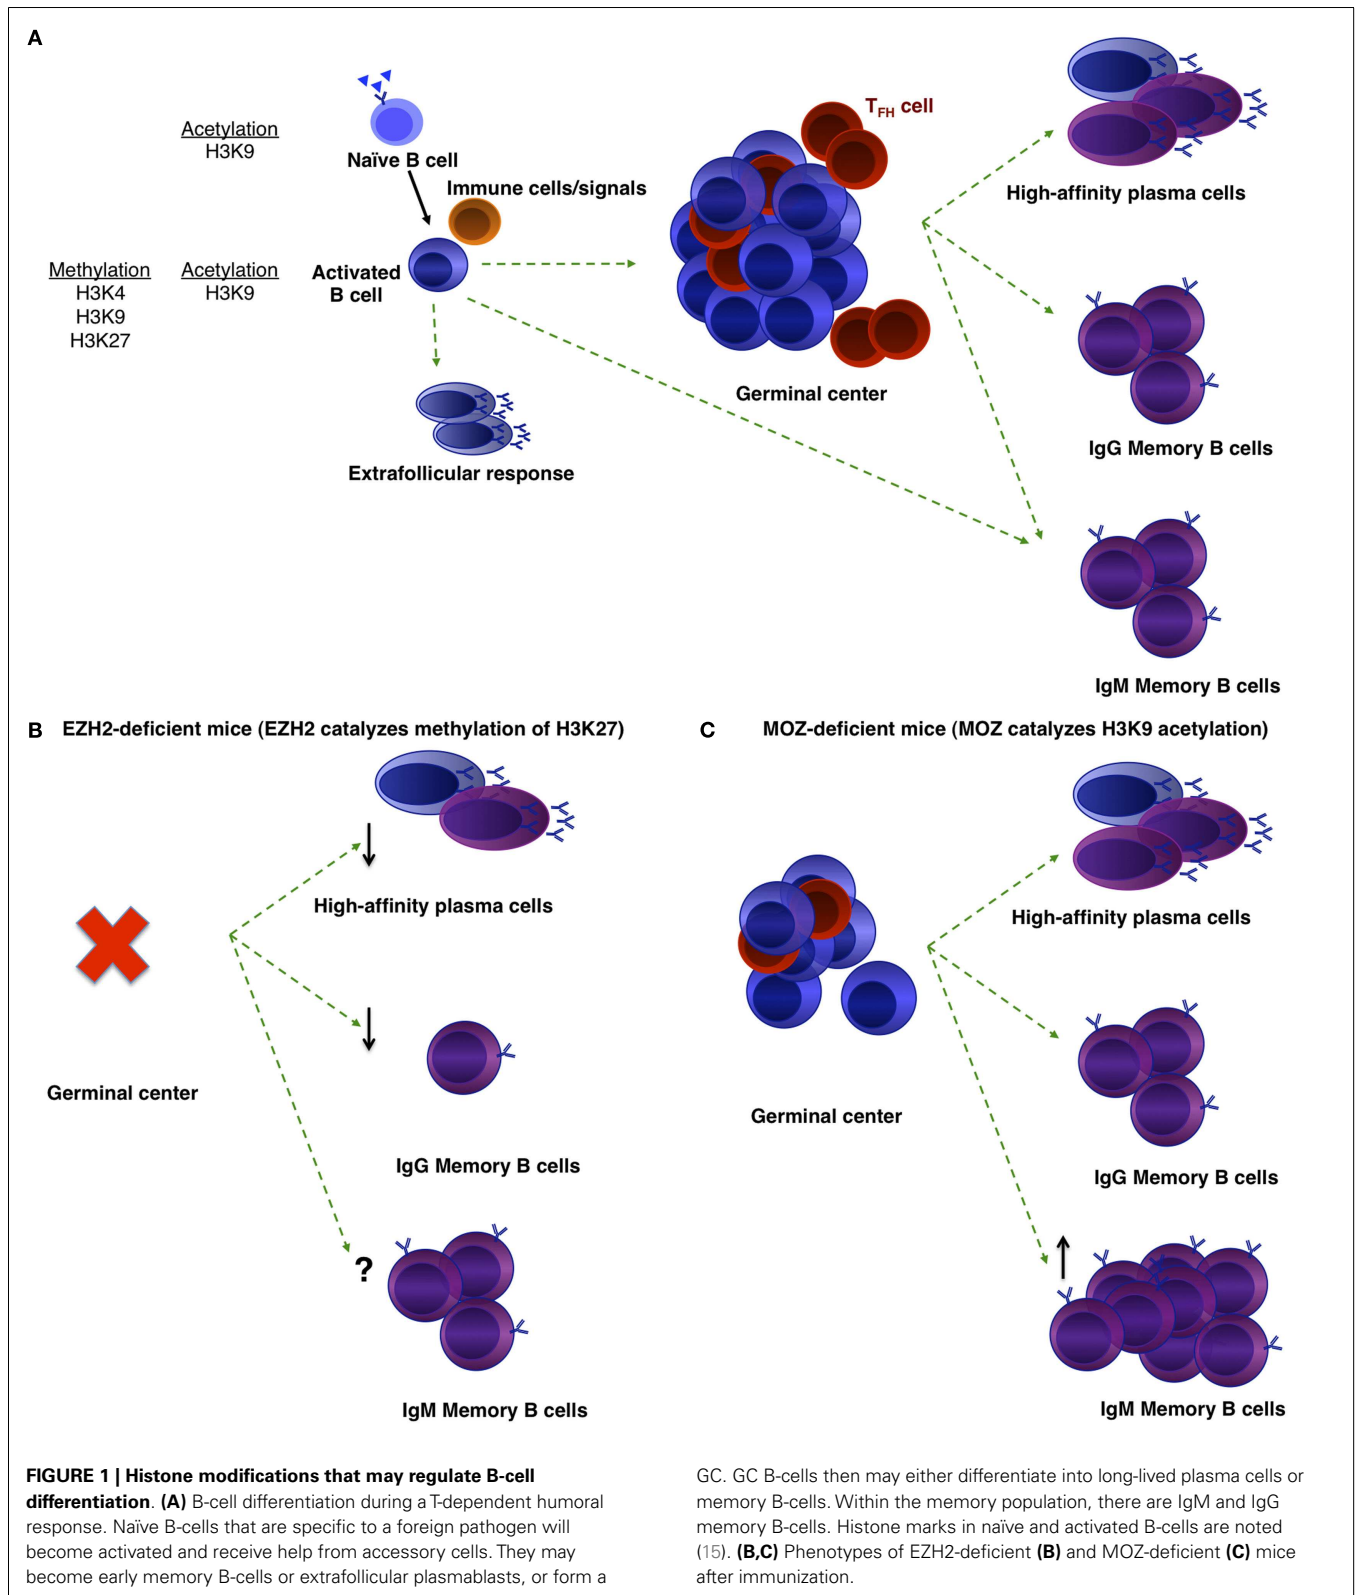 A
T_FH cell
Acetylation
H3K9
Naïve B cell
Immune cells/signals
High-affinity plasma cells
Methylation
H3K4
H3K9
H3K27
Acetylation
H3K9
Activated
B cell
Germinal center
IgG Memory B cells
Extrafollicular response
IgM Memory B cells
B EZH2-deficient mice (EZH2 catalyzes methylation of H3K27)
High-affinity plasma cells
Germinal center
IgG Memory B cells
?
IgM Memory B cells
C MOZ-deficient mice (MOZ catalyzes H3K9 acetylation)
High-affinity plasma cells
Germinal center
IgG Memory B cells
IgM Memory B cells
FIGURE 1 | Histone modifications that may regulate B-cell
differentiation. (A) B-cell differentiation during a T-dependent humoral
response. Naïve B-cells that are specific to a foreign pathogen will
become activated and receive help from accessory cells. They may
become early memory B-cells or extrafollicular plasmablasts, or form a
GC. GC B-cells then may either differentiate into long-lived plasma cells or
memory B-cells. Within the memory population, there are IgM and IgG
memory B-cells. Histone marks in naïve and activated B-cells are noted
(15). (B,C) Phenotypes of EZH2-deficient (B) and MOZ-deficient (C) mice
after immunization.